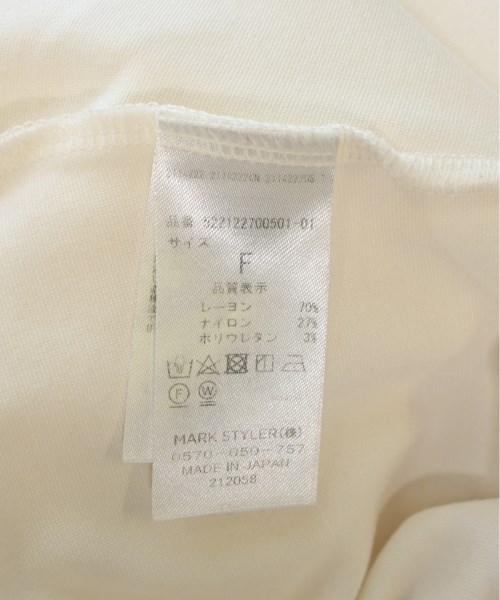 品番 522122700501-01
サイズ
F
品質表示
レーヨン 70%
ナイロン 27%
ポリウレタン 3%
F W
MARK STYLER(株)
0570-050-757
MADE IN JAPAN
212058